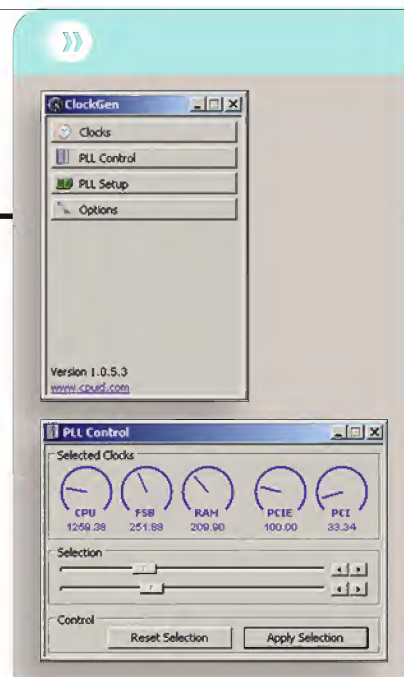 ClockGen
Clocks
PLL Control
PLL Setup
Options
Version 1.0.5.3
www.cpuid.com
PLL Control
Selected Clocks
CPU FSB RAM PCIE PCI
1259.38 251.88 209.90 100.00 33.34
Selection
Control
Reset Selection Apply Selection